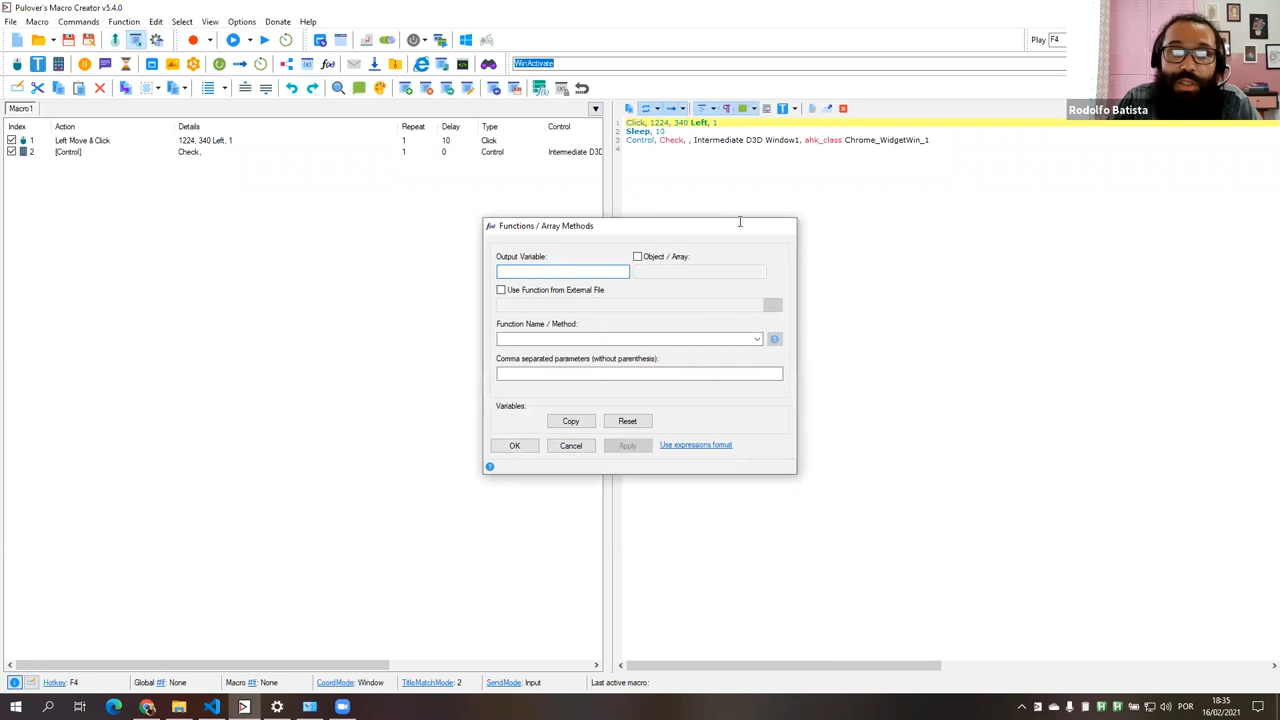 Pulover's Macro Creator v5.4.0
File Macro Commands Function Edit Select View Options Donate Help
Play F4
WinActivate
Rodolfo Batista
Macro1
Index Action Details Repeat Delay Type Control
1 Left Move & Click 1224, 340 Left, 1 1 10 Click
2 [Control] Check, 1 0 Control Intermediate D3D
1 Click, 1224, 340 Left, 1
2 Sleep, 10
3 Control, Check, , Intermediate D3D Window1, ahk_class Chrome_WidgetWin_1
4
Functions / Array Methods
Output Variable: Object / Array:
Use Function from External File
...
Function Name / Method:
Comma separated parameters (without parenthesis):
Variables:
Copy Reset
OK Cancel Apply Use expressions format
Hotkey: F4 Global #If: None Macro #If: None CoordMode: Window TitleMatchMode: 2 SendMode: Input Last active macro:
POR
18:35
16/02/2021